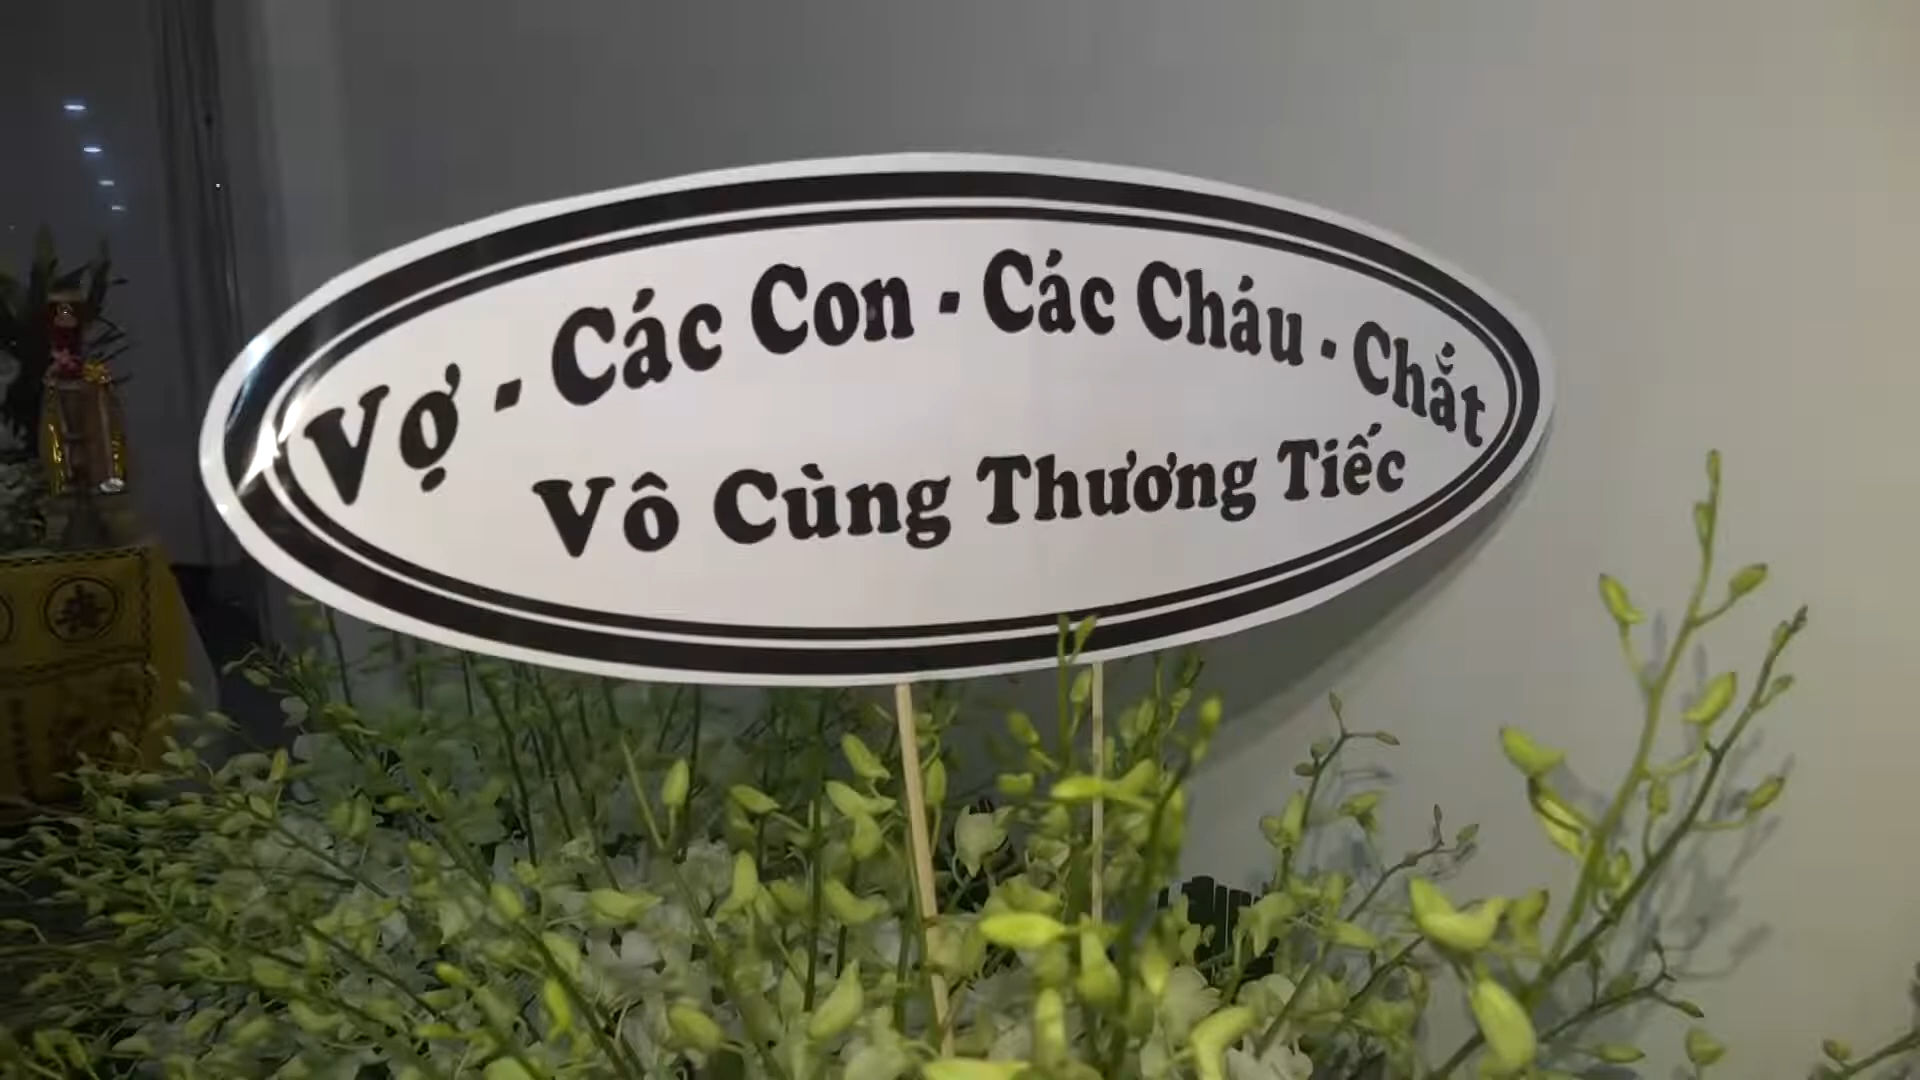 Vợ - Các Con - Các Cháu - Chắt
Vô Cùng Thương Tiếc